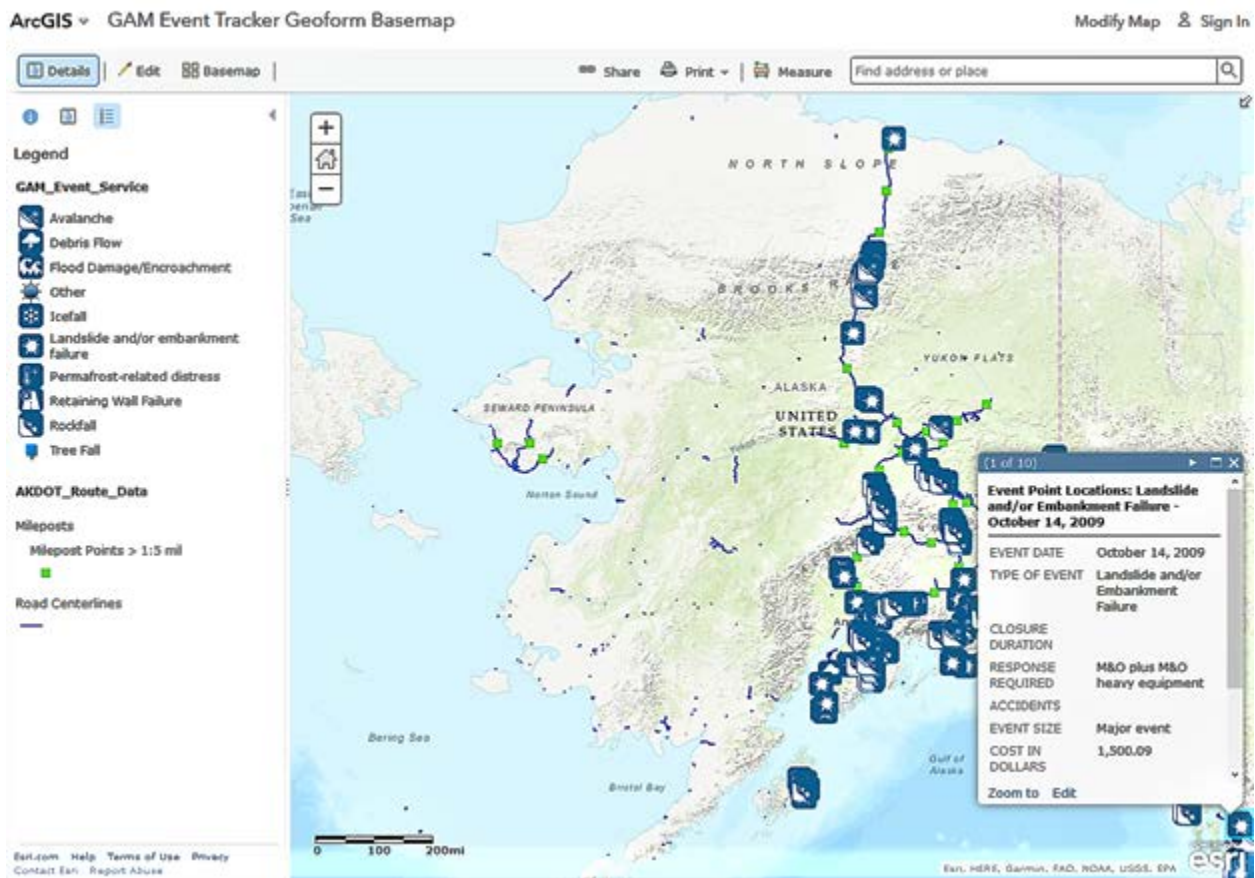 ArcGIS GAM Event Tracker Geoform Basemap
Modify Map Sign In
Details Edit Basemap
Share Print Measure Find address or place
Legend
GAM_Event_Service
Avalanche
Debris Flow
Flood Damage/Encroachment
Other
Icefall
Landslide and/or embankment
failure
Permafrost-related distress
Retaining Wall Failure
Rockfall
Tree Fall
AKDOT_Route_Data
Mileposts
Milepost Points > 1:5 mil
Road Centerlines
Esri.com Help Terms of Use Privacy
Contact Esri Report Abuse
+
−
Sea
NORTH SLOPE
BROOKS
YUKON FLATS
ALASKA
UNITED
STATES
SEWARD PENINSULA
Norton Sound
Bering Sea
Bristol Bay
Gulf of
Alaska
0 100 200mi
(1 of 10)
Event Point Locations: Landslide
and/or Embankment Failure -
October 14, 2009
EVENT DATE October 14, 2009
TYPE OF EVENT Landslide and/or
Embankment
Failure
CLOSURE
DURATION
RESPONSE M&O plus M&O
REQUIRED heavy equipment
ACCIDENTS
EVENT SIZE Major event
COST IN 1,500.09
DOLLARS
Zoom to Edit
Esri, HERE, Garmin, FAO, NOAA, USGS, EPA
esri